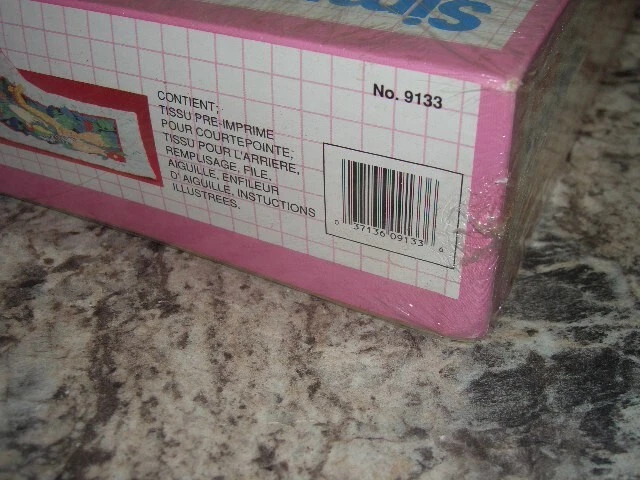 No. 9133
CONTIENT;
TISSU PRE-IMPRIME
POUR COURTEPOINTE;
TISSU POUR L'ARRIERE,
REMPLISAGE, FILE,
AIGUILLE, ENFILEUR
D'AIGUILLE, INSTUCTIONS
ILLUSTREES.
0 37136 09133 6